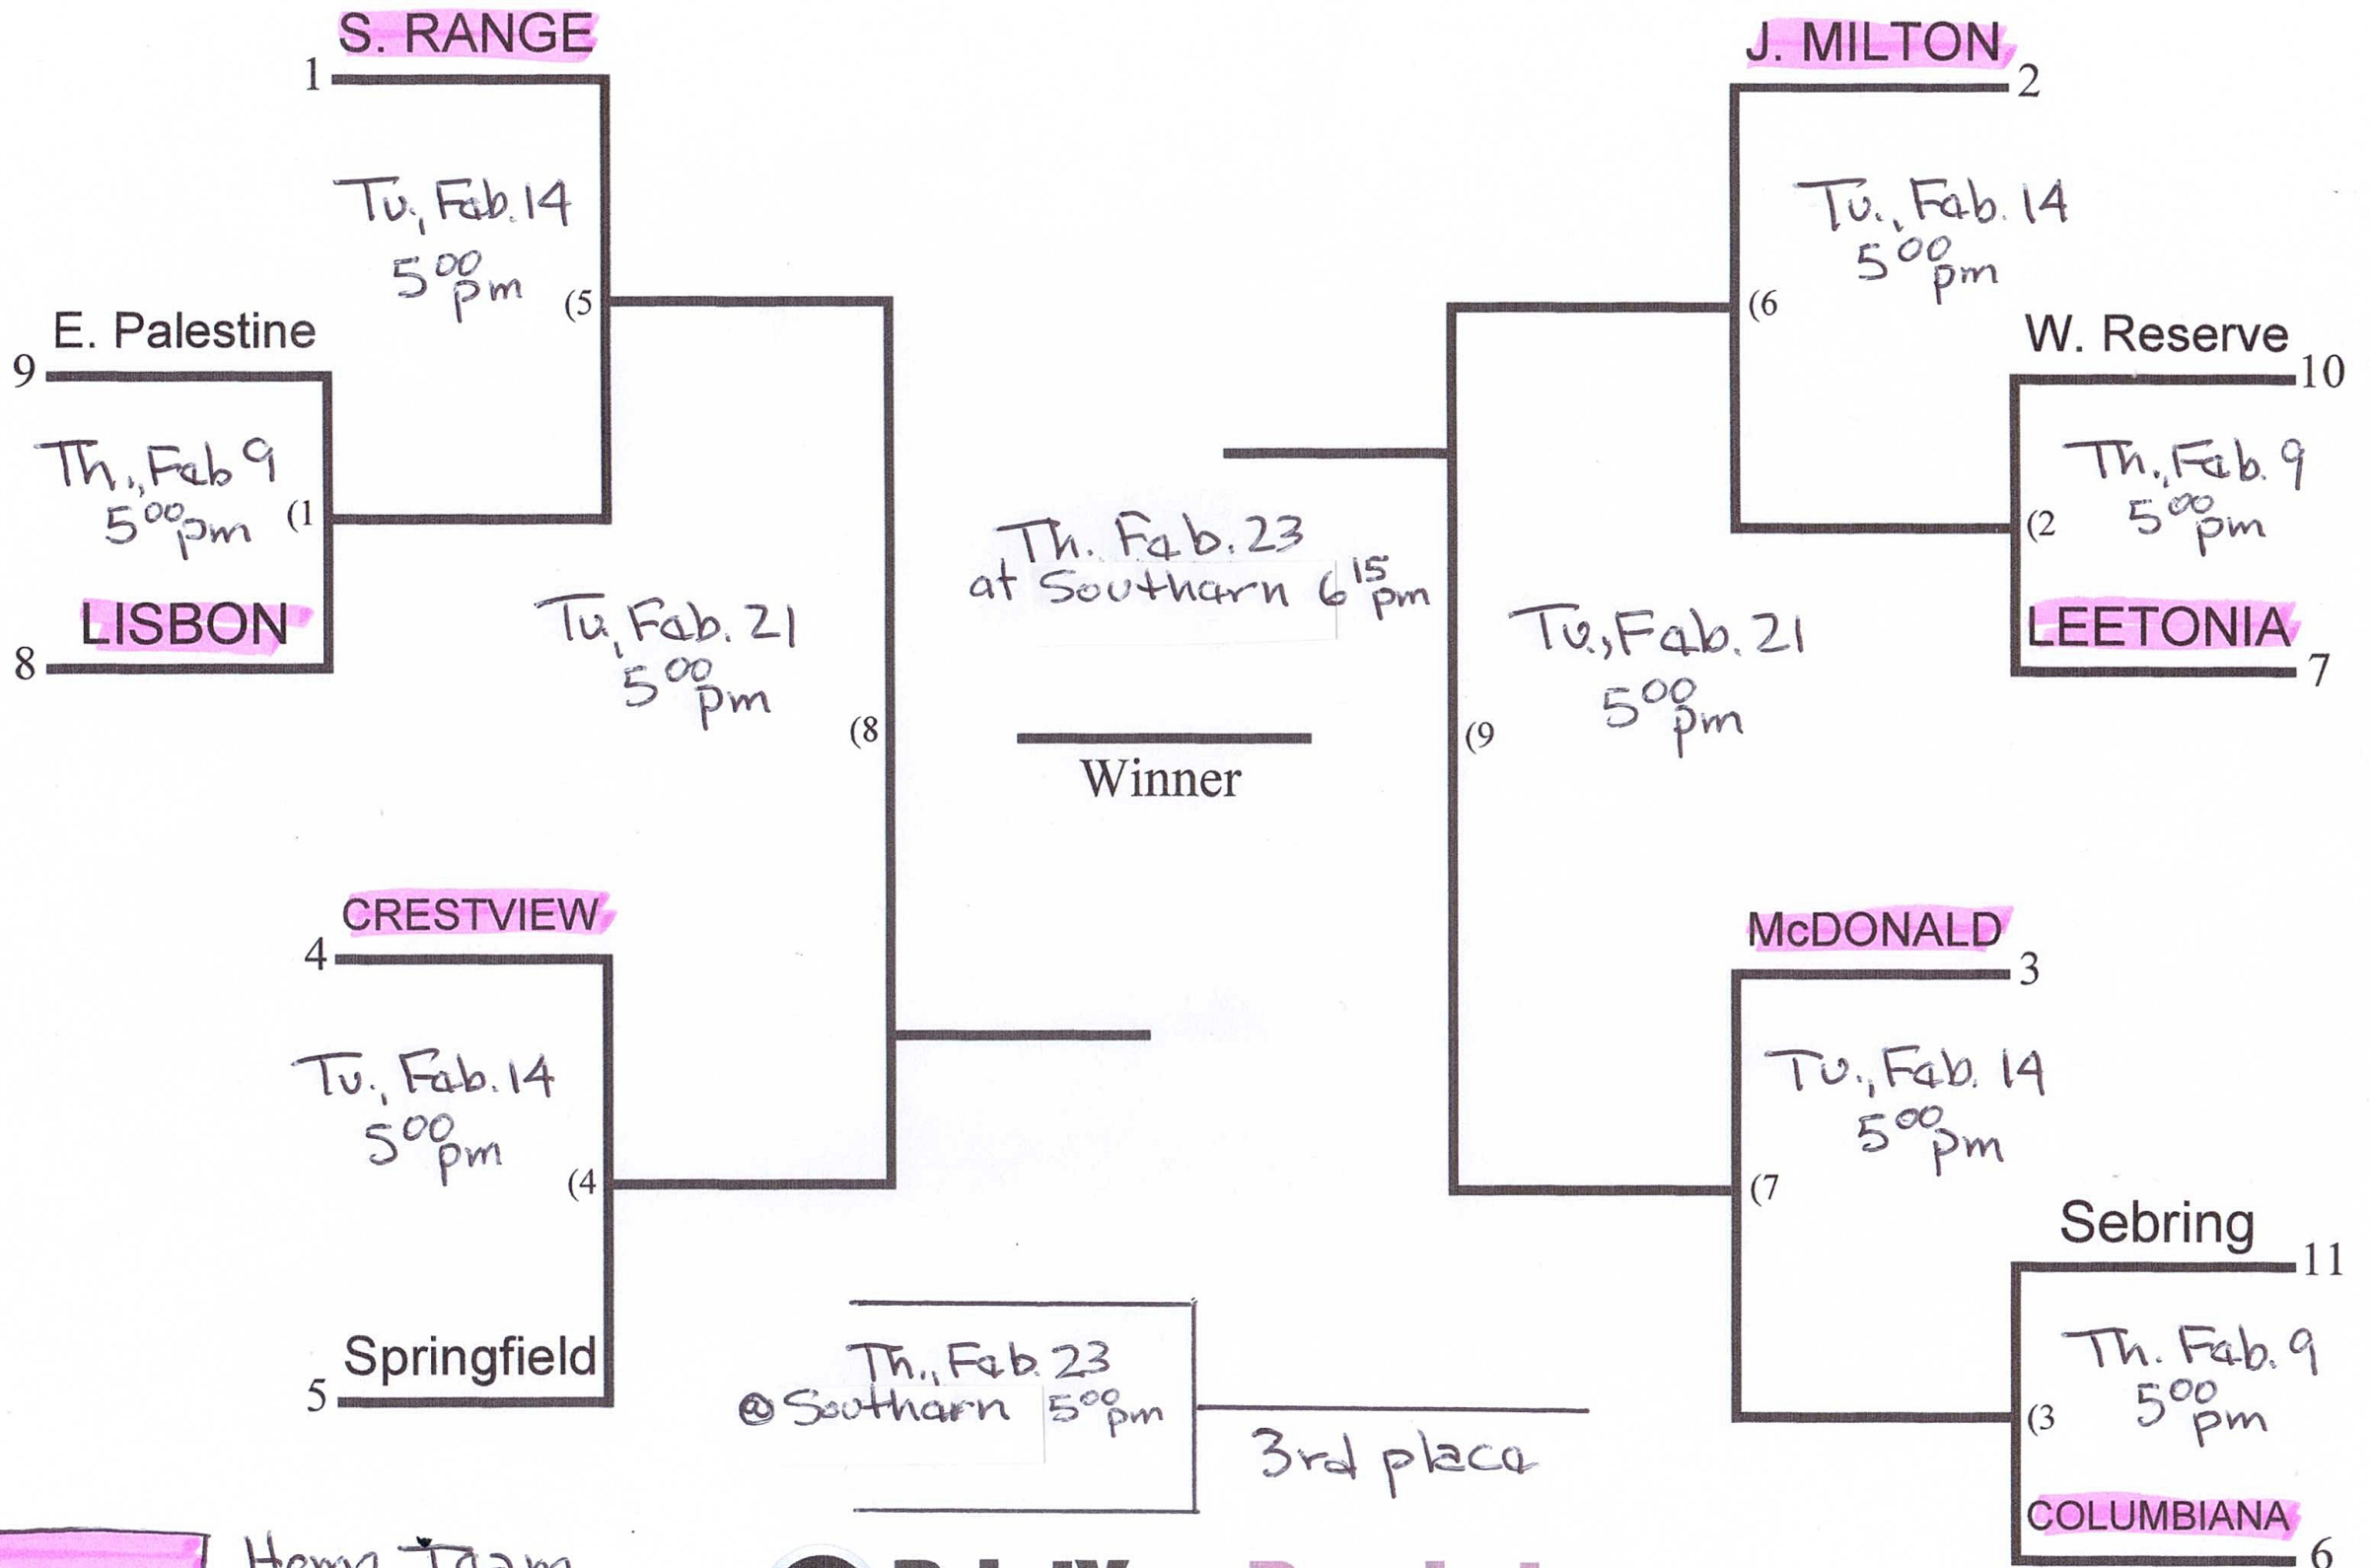 S. RANGE
1
Tu., Feb. 14
5 00 pm
(5
E. Palestine
9
Th., Feb 9
5 00 pm
(1
LISBON
8
Tu, Feb. 21
5 00 pm
(8
CRESTVIEW
4
Tu., Feb. 14
5 00 pm
(4
Springfield
5
Th. Feb. 23
at Southern 6 15 pm
Winner
Th., Feb. 23
@ Southern 5 00 pm
3rd place
J. MILTON
2
Tu., Feb. 14
5 00 pm
(6
W. Reserve
10
Th., Feb. 9
5 00 pm
(2
LEETONIA
7
Tu., Feb. 21
5 00 pm
(9
McDONALD
3
Tu., Feb. 14
5 00 pm
(7
Sebring
11
Th. Feb. 9
5 00 pm
(3
COLUMBIANA
6
Home Team